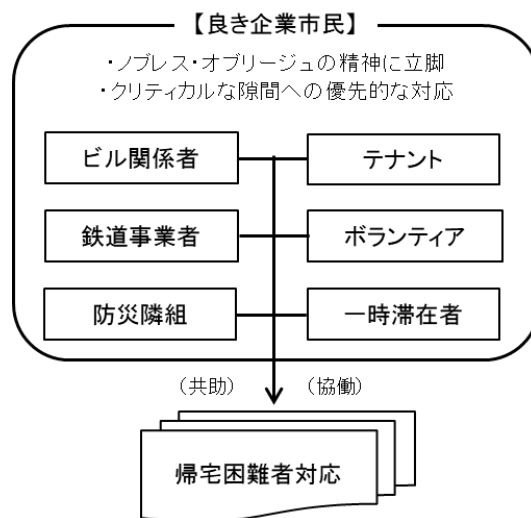 【良き企業市民】
・ノブレス・オブリージュの精神に立脚
・クリティカルな隙間への優先的な対応
ビル関係者
テナント
鉄道事業者
ボランティア
防災隣組
一時滞在者
(共助)
(協働)
帰宅困難者対応